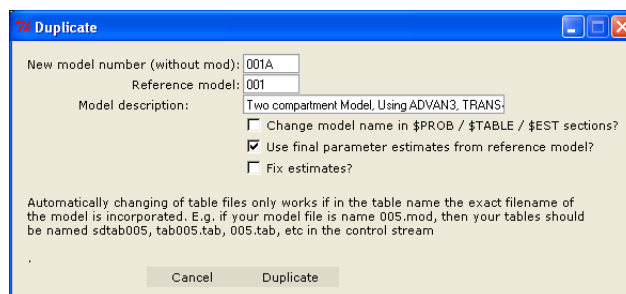 Duplicate
New model number (without mod): 001A
Reference model: 001
Model description: Two compartment Model, Using ADVAN3, TRANS
Change model name in $PROB / $TABLE / $EST sections?
Use final parameter estimates from reference model?
Fix estimates?
Automatically changing of table files only works if in the table name the exact filename of
the model is incorporated. E.g. if your model file is name 005.mod, then your tables should
be named sdtab005, tab005.tab, 005.tab, etc in the control stream
.
Cancel Duplicate